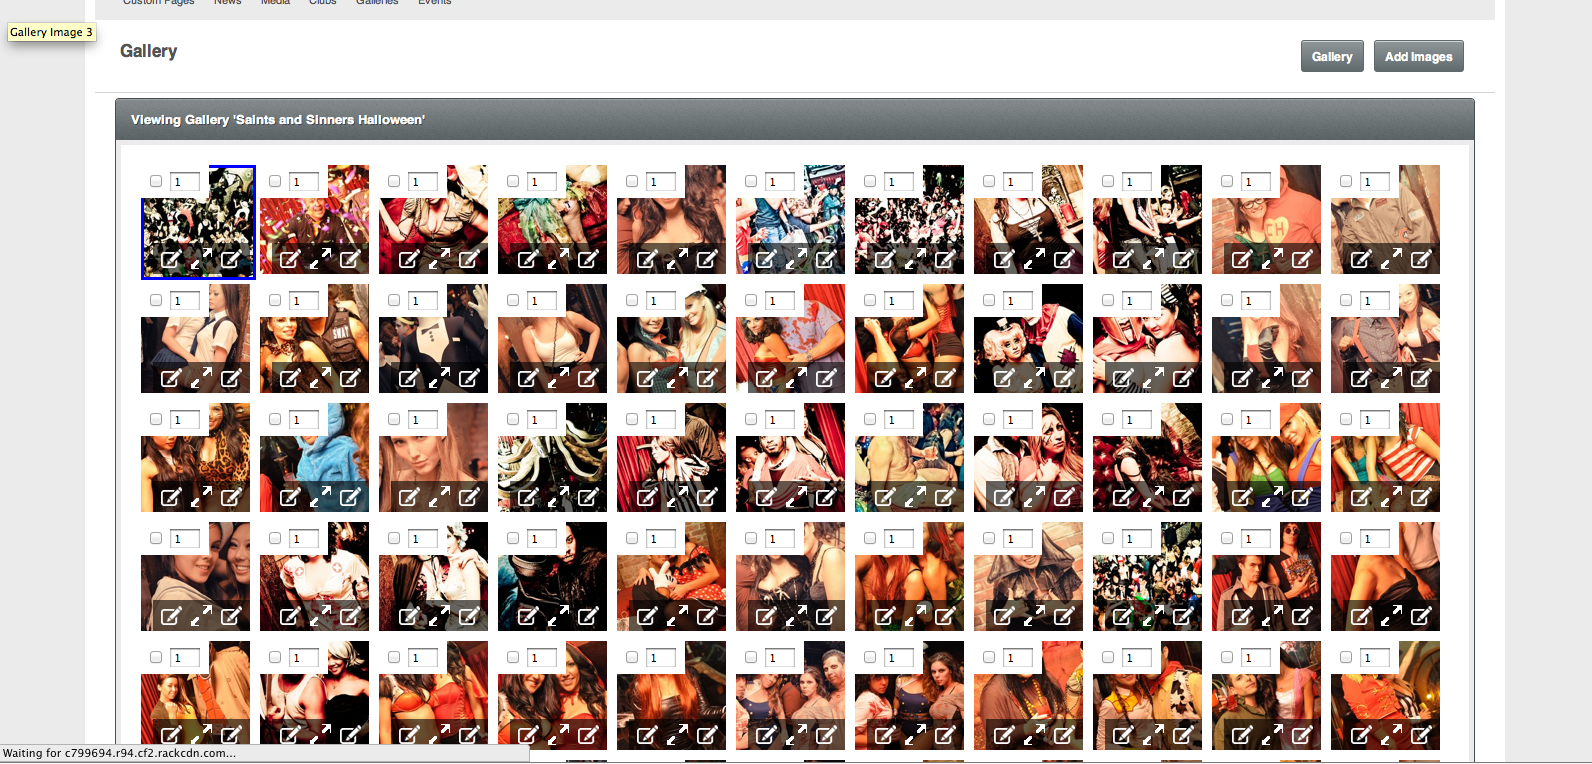 Custom Pages News Media Clubs Galleries Events
Gallery Image 3
Gallery
Gallery Add Images
Viewing Gallery 'Saints and Sinners Halloween'
1 1 1 1 1 1 1 1 1 1 1
1 1 1 1 1 1 1 1 1 1 1
SWAT
1 1 1 1 1 1 1 1 1 1 1
1 1 1 1 1 1 1 1 1 1 1
1 1 1 1 1 1 1 1 1 1 1
Waiting for c799694.r94.cf2.rackcdn.com...